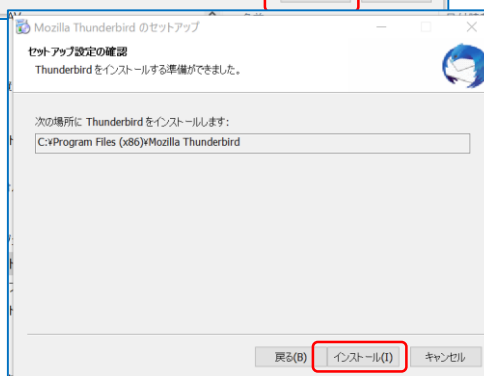 Mozilla Thunderbird のセットアップ
セットアップ設定の確認
Thunderbird をインストールする準備ができました。
次の場所に Thunderbird をインストールします:
C:¥Program Files (x86)¥Mozilla Thunderbird
戻る(B) インストール(I) キャンセル